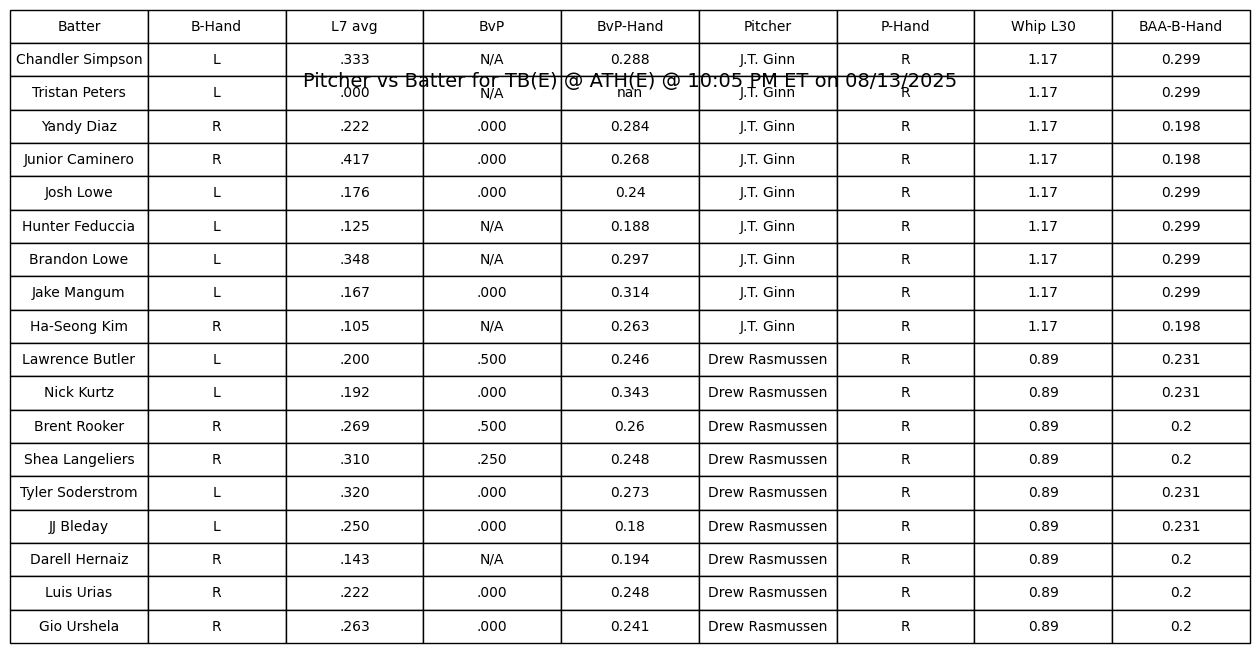 Batter B-Hand L7 avg BvP BvP-Hand Pitcher P-Hand Whip L30 BAA-B-Hand
Chandler Simpson L .333 N/A 0.288 J.T. Ginn R 1.17 0.299
Pitcher vs Batter for TB(E) @ ATH(E) @ 10:05 PM ET on 08/13/2025
Tristan Peters L .000 N/A nan J.T. Ginn R 1.17 0.299
Yandy Diaz R .222 .000 0.284 J.T. Ginn R 1.17 0.198
Junior Caminero R .417 .000 0.268 J.T. Ginn R 1.17 0.198
Josh Lowe L .176 .000 0.24 J.T. Ginn R 1.17 0.299
Hunter Feduccia L .125 N/A 0.188 J.T. Ginn R 1.17 0.299
Brandon Lowe L .348 N/A 0.297 J.T. Ginn R 1.17 0.299
Jake Mangum L .167 .000 0.314 J.T. Ginn R 1.17 0.299
Ha-Seong Kim R .105 N/A 0.263 J.T. Ginn R 1.17 0.198
Lawrence Butler L .200 .500 0.246 Drew Rasmussen R 0.89 0.231
Nick Kurtz L .192 .000 0.343 Drew Rasmussen R 0.89 0.231
Brent Rooker R .269 .500 0.26 Drew Rasmussen R 0.89 0.2
Shea Langeliers R .310 .250 0.248 Drew Rasmussen R 0.89 0.2
Tyler Soderstrom L .320 .000 0.273 Drew Rasmussen R 0.89 0.231
JJ Bleday L .250 .000 0.18 Drew Rasmussen R 0.89 0.231
Darell Hernaiz R .143 N/A 0.194 Drew Rasmussen R 0.89 0.2
Luis Urias R .222 .000 0.248 Drew Rasmussen R 0.89 0.2
Gio Urshela R .263 .000 0.241 Drew Rasmussen R 0.89 0.2